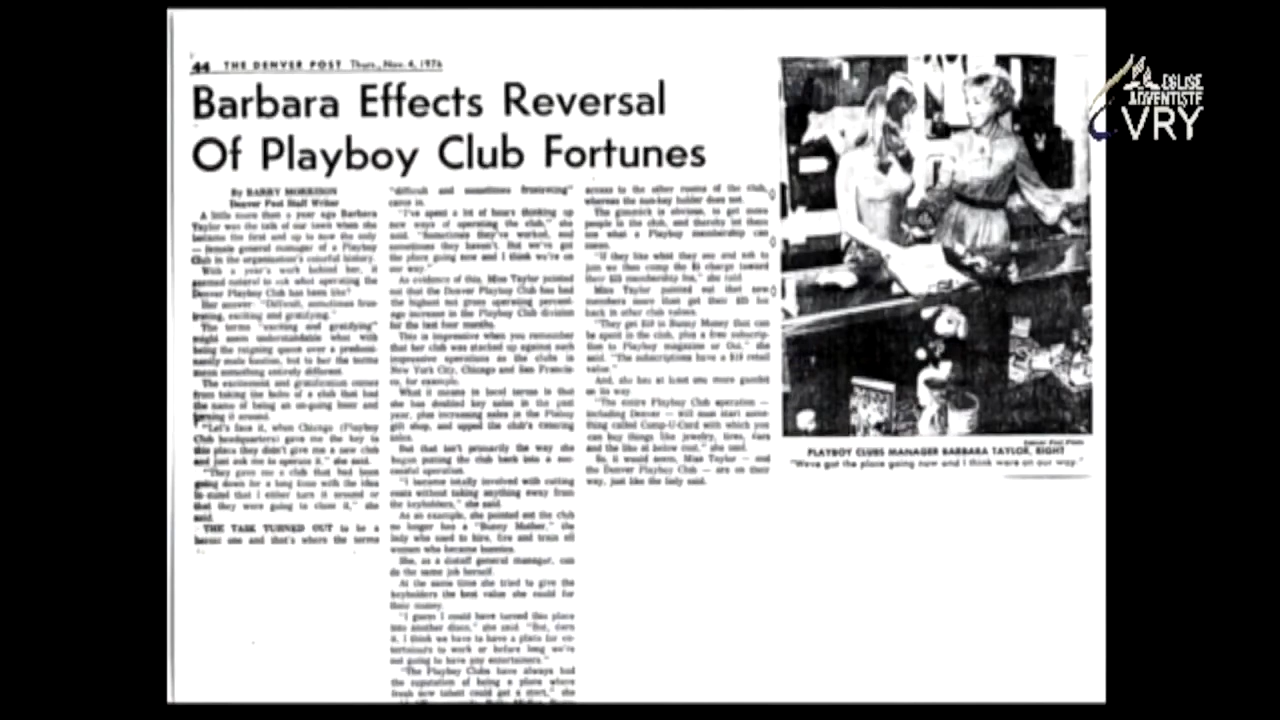 44 THE DENVER POST Thurs., Nov. 4, 1976
Barbara Effects Reversal
Of Playboy Club Fortunes
By BARRY MORRISON
Denver Post Staff Writer
A little more than a year ago Barbara
Taylor was the talk of our town when she
became the first and up to now the only
— female general manager of a Playboy
Club in the organization's colorful history.
With a year's work behind her, it
seemed natural to ask what operating the
Denver Playboy Club has been like?
Her answer: "Difficult, sometimes frus-
trating, exciting and gratifying."
The terms "exciting and gratifying"
might seem understandable what with
being the reigning queen over a predomi-
nantly male bastion, but to her the terms
mean something entirely different.
The excitement and gratification comes
from taking the helm of a club that had
the name of being an on-going loser and
turning it around.
"Let's face it, when Chicago (Playboy
Club headquarters) gave me the key to
this place they didn't give me a new club
and just ask me to operate it," she said.
"They gave me a club that had been
going down for a long time with the idea
in mind that I either turn it around or
that they were going to close it," she
said.
THE TASK TURNED OUT to be a
heroic one and that's where the terms
"difficult and sometimes frustrating"
came in.
"I've spent a lot of hours thinking up
new ways of operating the club," she
said. "Sometimes they've worked, and
sometimes they haven't. But we've got
the place going now and I think we're on
our way."
As evidence of this, Miss Taylor pointed
out that the Denver Playboy Club has had
the highest net gross operating percent-
age increase in the Playboy Club division
for the last four months.
This is impressive when you remember
that her club was stacked up against such
impressive operations as the clubs in
New York City, Chicago and San Francis-
co, for example.
What it means in local terms is that
she has doubled key sales in the past
year, plus increasing sales in the Playboy
gift shop, and upped the club's catering
sales.
But that isn't primarily the way she
began putting the club back into a suc-
cessful operation.
"I became totally involved with cutting
costs without taking anything away from
the keyholders," she said.
As an example, she pointed out the club
no longer has a "Bunny Mother," the
lady who used to hire, fire and train all
women who became bunnies.
She, as a distaff general manager, can
do the same job herself.
At the same time she tried to give the
keyholders the best value she could for
their money.
"I guess I could have turned this place
into another disco," she said. "But, darn
it, I think we have to have a place for en-
tertainers to work or before long we're
not going to have any entertainers."
"The Playboy Clubs have always had
the reputation of being a place where
fresh new talent could get a start," she
access to the other rooms of the club,
whereas the non-key holder does not.
The gimmick is obvious, to get more
people in the club, and thereby let them
see what a Playboy membership can
mean.
"If they like what they see and ask to
join we then comp the $5 charge toward
their $25 membership fee," she said.
Miss Taylor pointed out that new
members more than get their $25 fee
back in other club values.
"They get $10 in Bunny Money that can
be spent in the club, plus a free subscrip-
tion to Playboy magazine or Oui," she
said. "The subscriptions have a $10 retail
value."
And, she has at least one more gambit
on its way.
"The entire Playboy Club operation —
including Denver — will soon start some-
thing called Comp-U-Card with which you
can buy things like jewelry, tires, cars
and the like at below cost," she said.
So, it would seem, Miss Taylor — and
the Denver Playboy Club — are on their
way, just like the lady said.
Denver Post Photo
PLAYBOY CLUBS MANAGER BARBARA TAYLOR, RIGHT
"We've got the place going now and I think were on our way."
EGLISE
ADVENTISTE
VRY